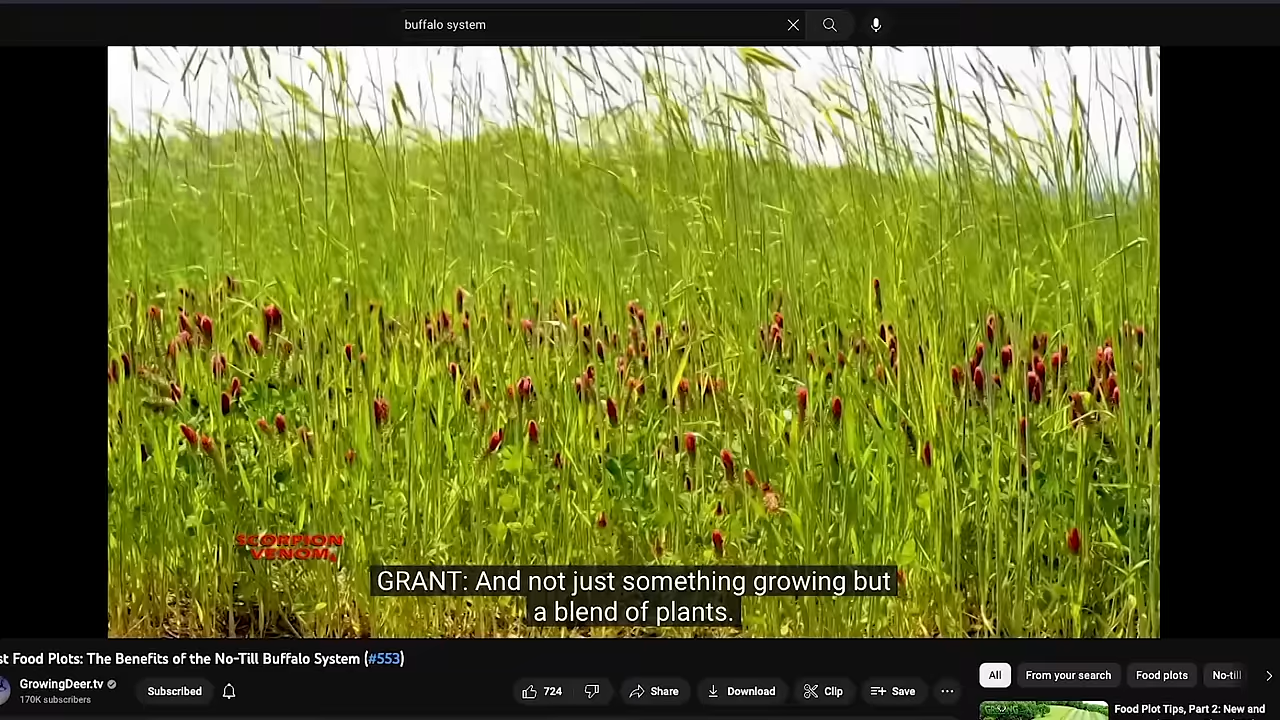 buffalo system
SCORPION
VENOM
GRANT: And not just something growing but
a blend of plants.
st Food Plots: The Benefits of the No-Till Buffalo System (#553)
GrowingDeer.tv
170K subscribers
Subscribed
724
Share
Download
Clip
Save
All
From your search
Food plots
No-till
Food Plot Tips, Part 2: New and